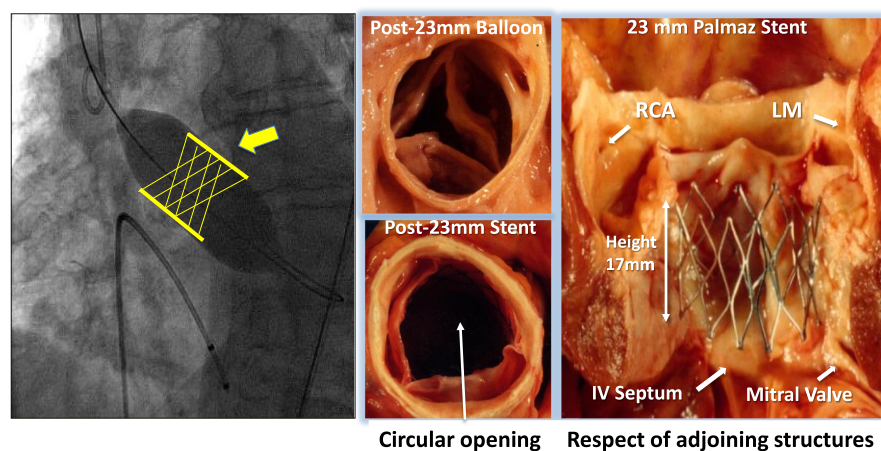 Post-23mm Balloon
Post-23mm Stent
Circular opening
23 mm Palmaz Stent
RCA
LM
Height
17mm
IV Septum
Mitral Valve
Respect of adjoining structures